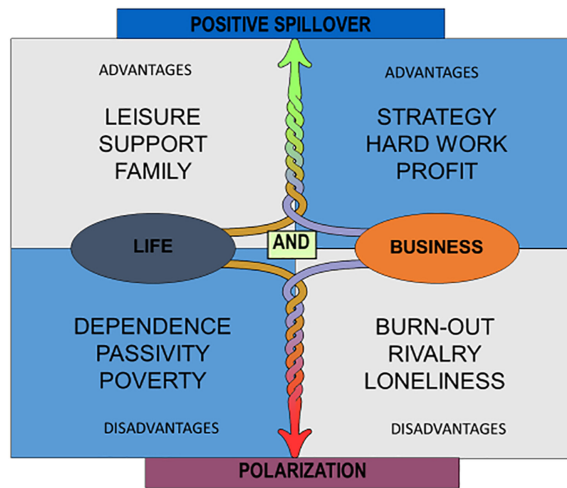 POSITIVE SPILLOVER
ADVANTAGES
LEISURE
SUPPORT
FAMILY
ADVANTAGES
STRATEGY
HARD WORK
PROFIT
LIFE
AND
BUSINESS
DEPENDENCE
PASSIVITY
POVERTY
DISADVANTAGES
BURN-OUT
RIVALRY
LONELINESS
DISADVANTAGES
POLARIZATION